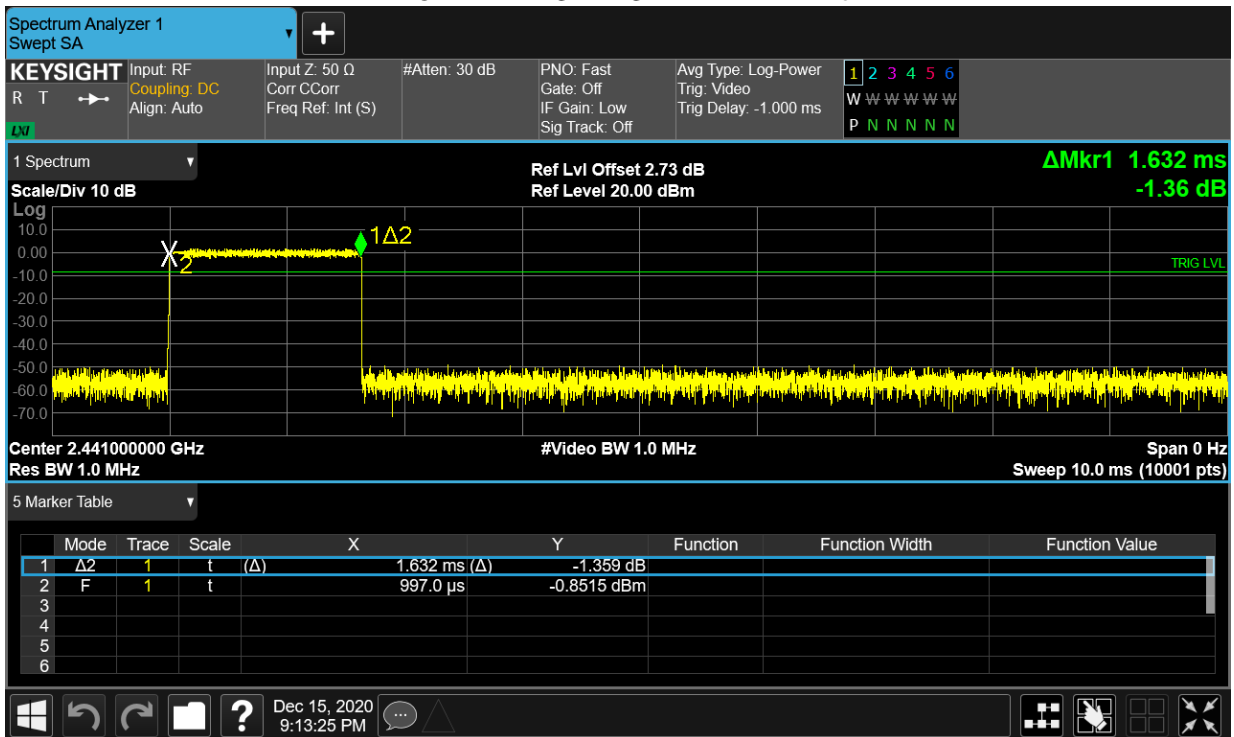 Spectrum Analyzer 1
Swept SA
+
KEYSIGHT Input: RF Input Z: 50 Ω #Atten: 30 dB PNO: Fast Avg Type: Log-Power 1 2 3 4 5 6
R T Coupling: DC Corr CCorr Gate: Off Trig: Video W W W W W W
Align: Auto Freq Ref: Int (S) IF Gain: Low Trig Delay: -1.000 ms P N N N N N
LXI Sig Track: Off
1 Spectrum Ref Lvl Offset 2.73 dB ΔMkr1 1.632 ms
Scale/Div 10 dB Ref Level 20.00 dBm -1.36 dB
Log
10.0 1Δ2
0.00 X 2
-10.0 TRIG LVL
-20.0
-30.0
-40.0
-50.0
-60.0
-70.0
Center 2.441000000 GHz #Video BW 1.0 MHz Span 0 Hz
Res BW 1.0 MHz Sweep 10.0 ms (10001 pts)
5 Marker Table
Mode Trace Scale X Y Function Function Width Function Value
1 Δ2 1 t (Δ) 1.632 ms (Δ) -1.359 dB
2 F 1 t 997.0 µs -0.8515 dBm
3
4
5
6
? Dec 15, 2020
9:13:25 PM